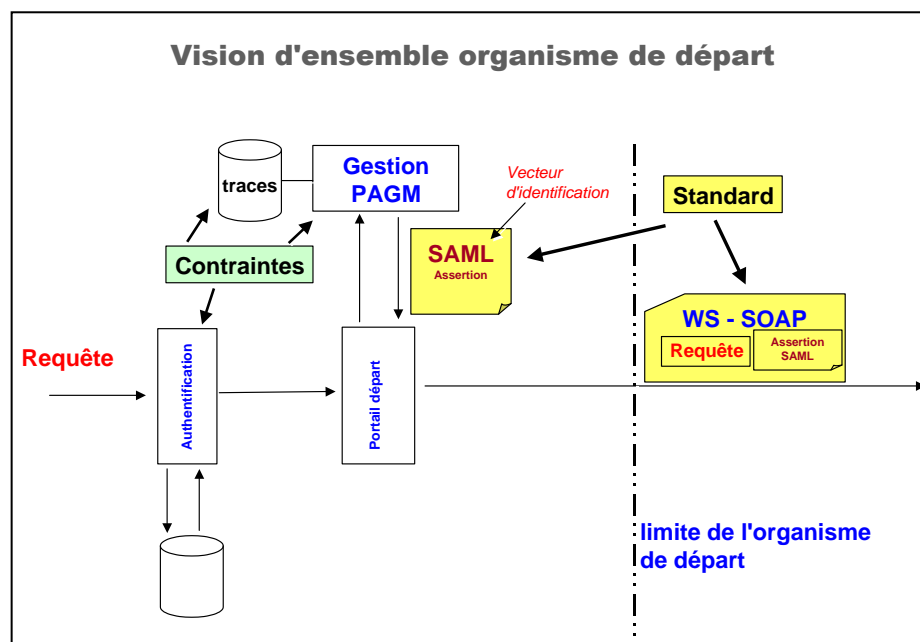 Vision d'ensemble organisme de départ
traces
Gestion
PAGM
Vecteur
d'identification
Standard
Contraintes
SAML
Assertion
WS - SOAP
Requête
Assertion
SAML
Requête
Authentification
Portail départ
limite de l'organisme
de départ